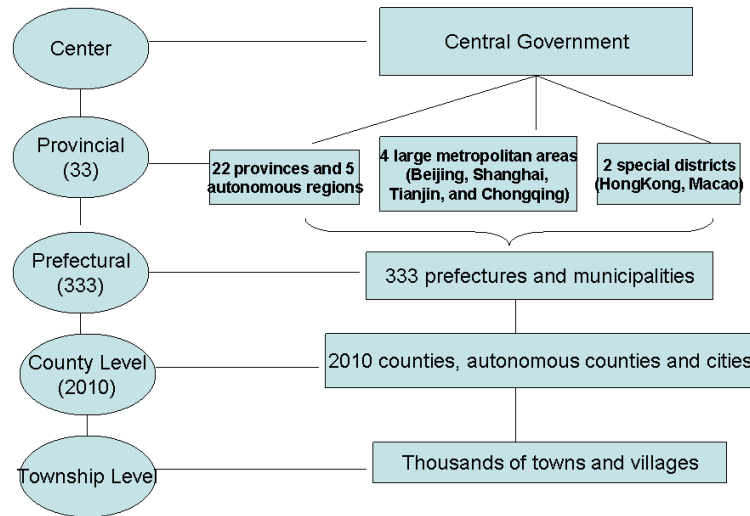 Center
Central Government
Provincial
(33)
22 provinces and 5
autonomous regions
4 large metropolitan areas
(Beijing, Shanghai,
Tianjin, and Chongqing)
2 special districts
(HongKong, Macao)
Prefectural
(333)
333 prefectures and municipalities
County Level
(2010)
2010 counties, autonomous counties and cities
Township Level
Thousands of towns and villages